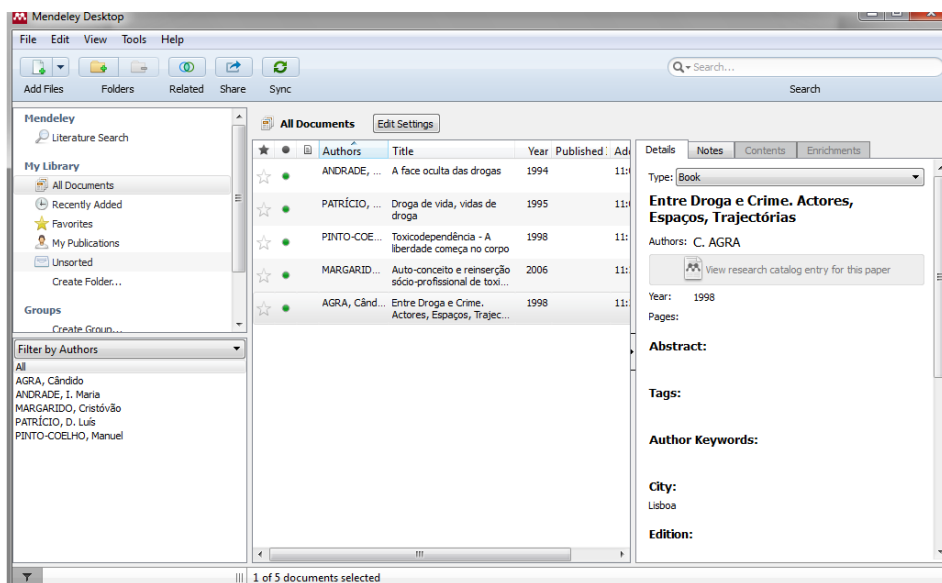 Mendeley Desktop
File Edit View Tools Help
Add Files Folders Related Share Sync
Search...
Search
Mendeley
Literature Search
My Library
All Documents
Recently Added
Favorites
My Publications
Unsorted
Create Folder...
Groups
Create Group...
Filter by Authors
All
AGRA, Cândido
ANDRADE, I. Maria
MARGARIDO, Cristóvão
PATRÍCIO, D. Luís
PINTO-COELHO, Manuel
All Documents Edit Settings
Authors Title Year Published
ANDRADE, ... A face oculta das drogas 1994
PATRÍCIO, ... Droga de vida, vidas de
droga 1995
PINTO-COE... Toxicodependência - A
liberdade começa no corpo 1998
MARGARID... Auto-conceito e reinserção
sócio-profissional de toxi... 2006
AGRA, Când... Entre Droga e Crime.
Actores, Espaços, Trajec... 1998
Details Notes Contents Enrichments
Type: Book
Entre Droga e Crime. Actores,
Espaços, Trajectórias
Authors: C. AGRA
View research catalog entry for this paper
Year: 1998
Pages:
Abstract:
Tags:
Author Keywords:
City:
Lisboa
Edition:
1 of 5 documents selected